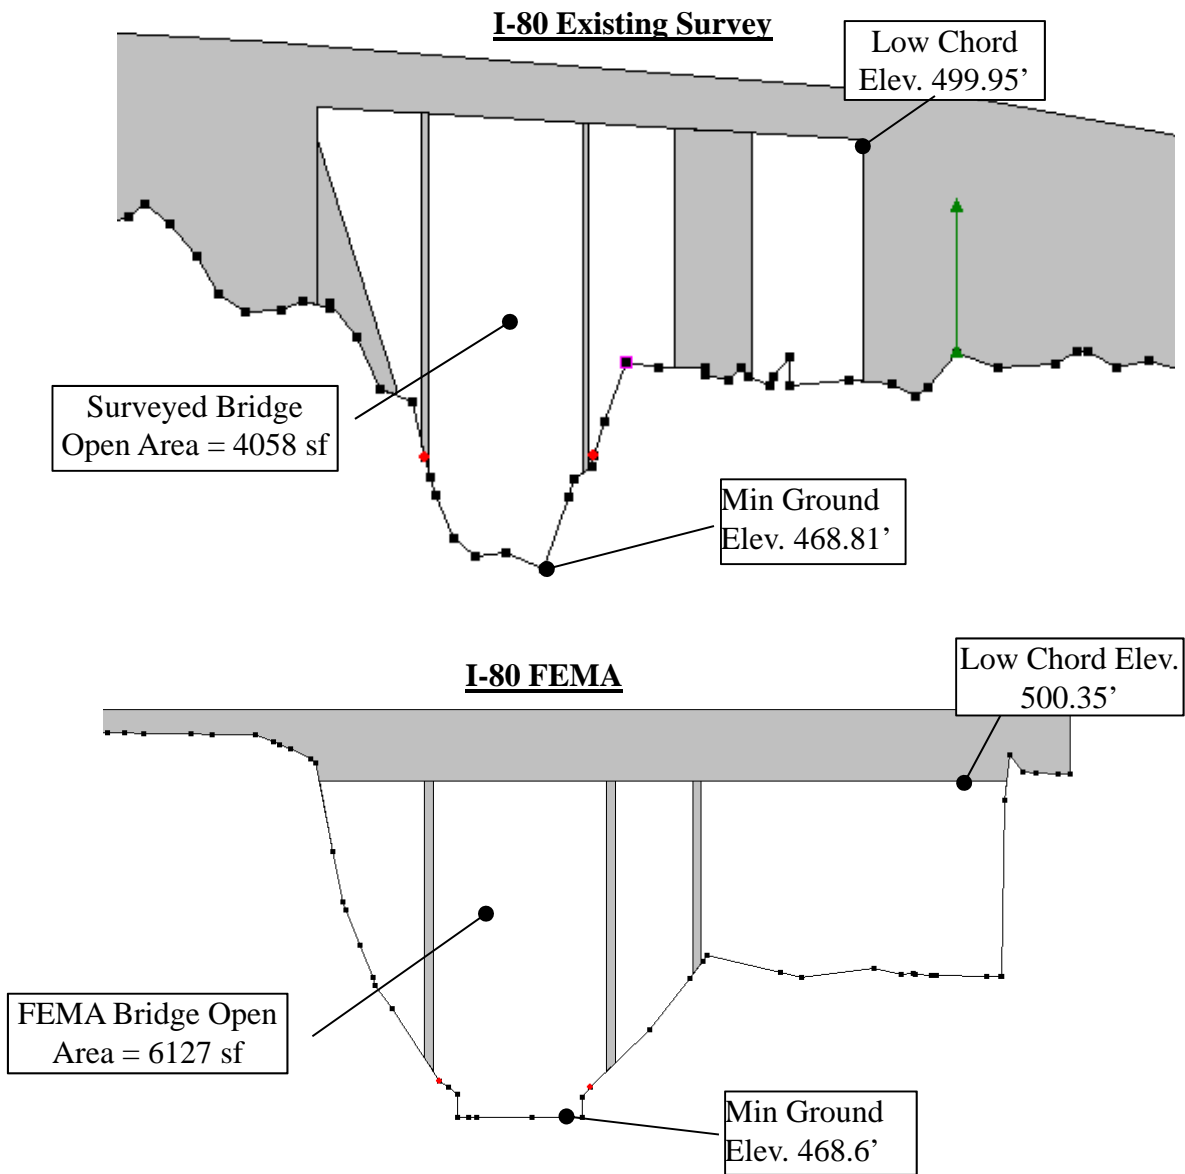 I-80 Existing Survey
Low Chord
Elev. 499.95’
Surveyed Bridge
Open Area = 4058 sf
Min Ground
Elev. 468.81’
I-80 FEMA
Low Chord Elev.
500.35’
FEMA Bridge Open
Area = 6127 sf
Min Ground
Elev. 468.6’